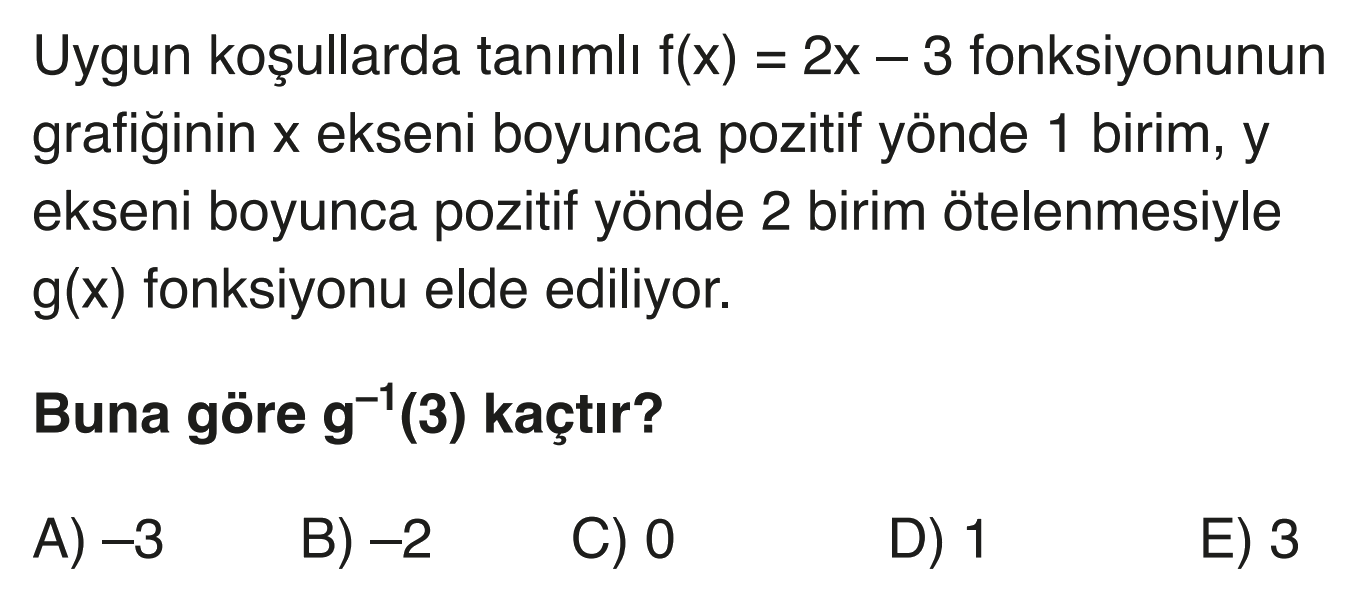 Uygun koşullarda tanımlı f(x) = 2x – 3 fonksiyonunun
grafiğinin x ekseni boyunca pozitif yönde 1 birim, y
ekseni boyunca pozitif yönde 2 birim ötelenmesiyle
g(x) fonksiyonu elde ediliyor.
Buna göre g⁻¹(3) kaçtır?
A) –3 B) –2 C) 0 D) 1 E) 3